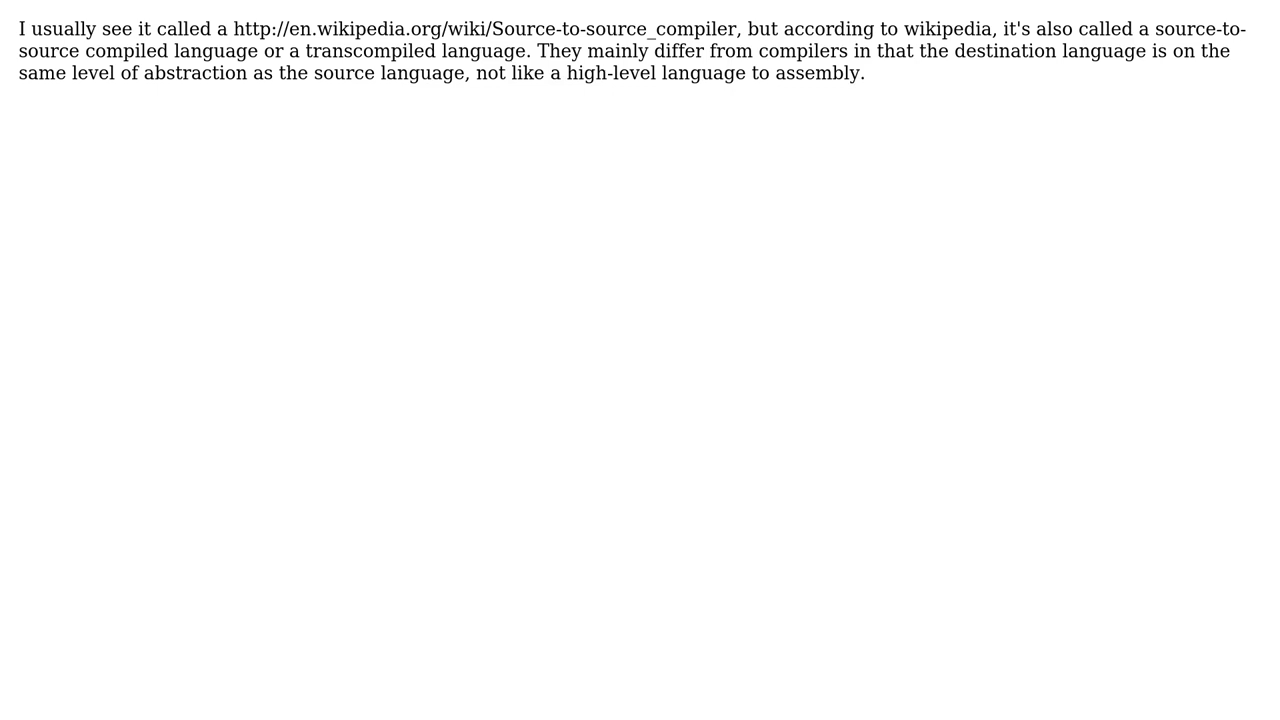 I usually see it called a http://en.wikipedia.org/wiki/Source-to-source_compiler, but according to wikipedia, it's also called a source-to-
source compiled language or a transcompiled language. They mainly differ from compilers in that the destination language is on the
same level of abstraction as the source language, not like a high-level language to assembly.